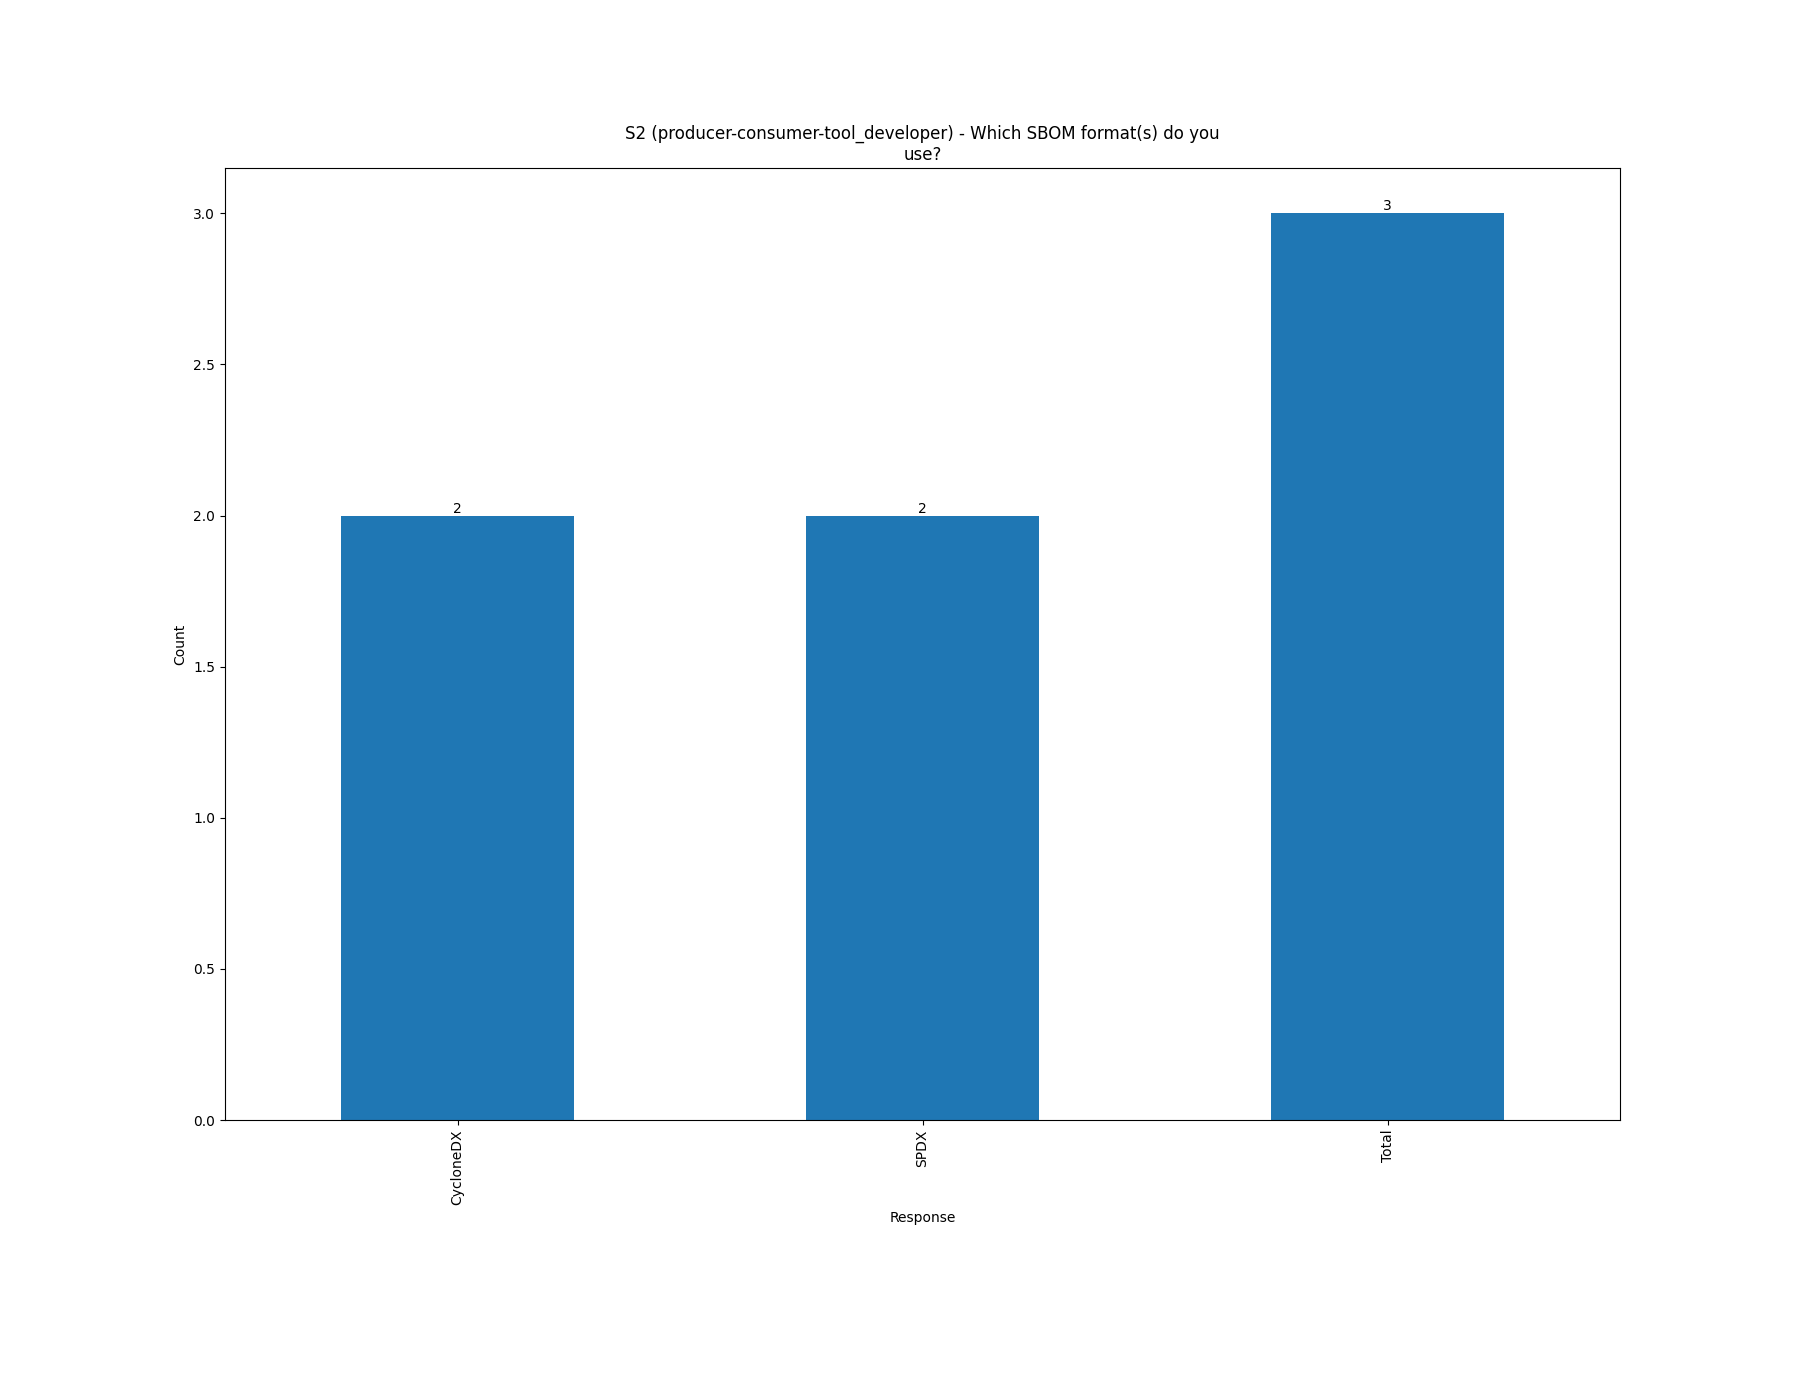 S2 (producer-consumer-tool_developer) - Which SBOM format(s) do you
use?
3
3.0
2.5
2
2
2.0
Count
1.5
1.0
0.5
0.0
CycloneDX
SPDX
Total
Response